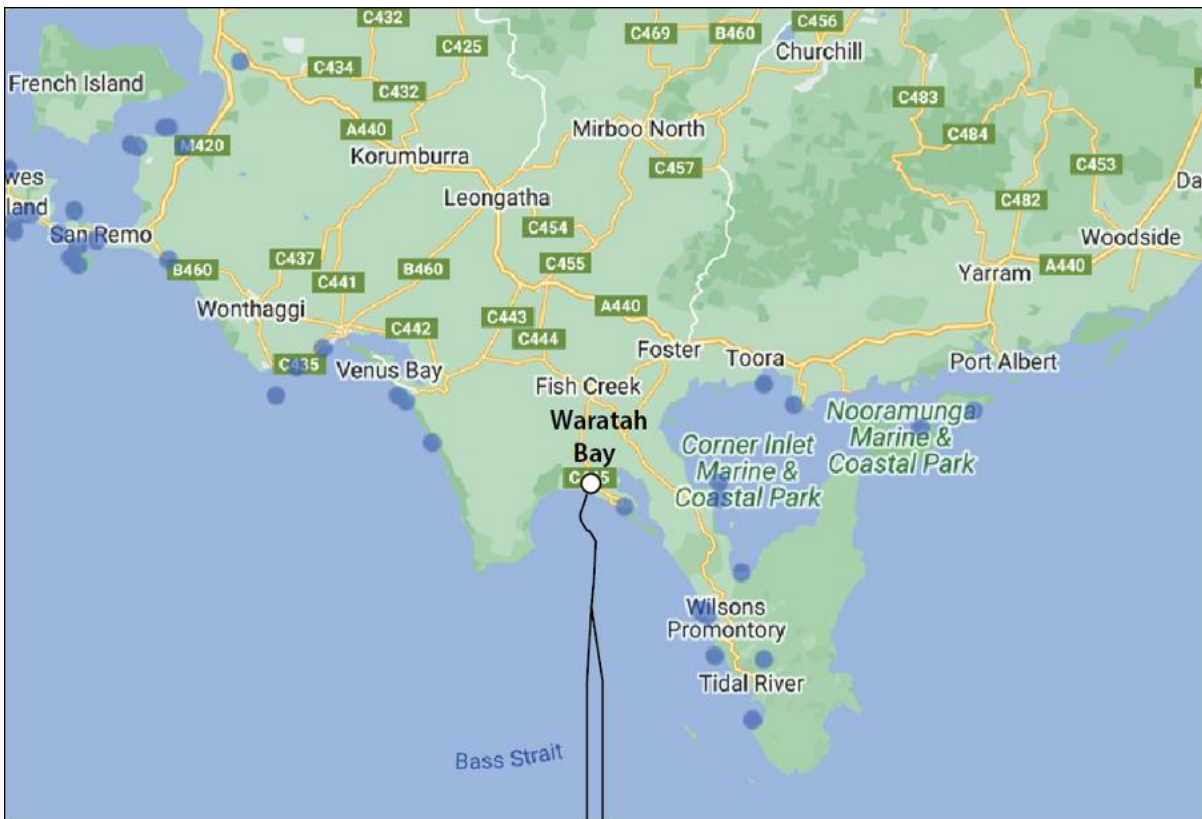 C432
C456
C425
C469
B460
Churchill
C434
French Island
C432
C483
A440
Mirboo North
C484
M420
Korumburra
C457
C453
wes
Leongatha
Da
land
C482
San Remo
C454
Woodside
C437
B460
C455
Yarram
A440
B460
C441
Wonthaggi
A440
C443
C442
C444
Foster
Toora
Port Albert
C435
Venus Bay
Fish Creek
Waratah
Bay
Nooramunga
Marine &
Coastal Park
Corner Inlet
Marine &
Coastal Park
Wilsons
Promontory
Tidal River
Bass Strait